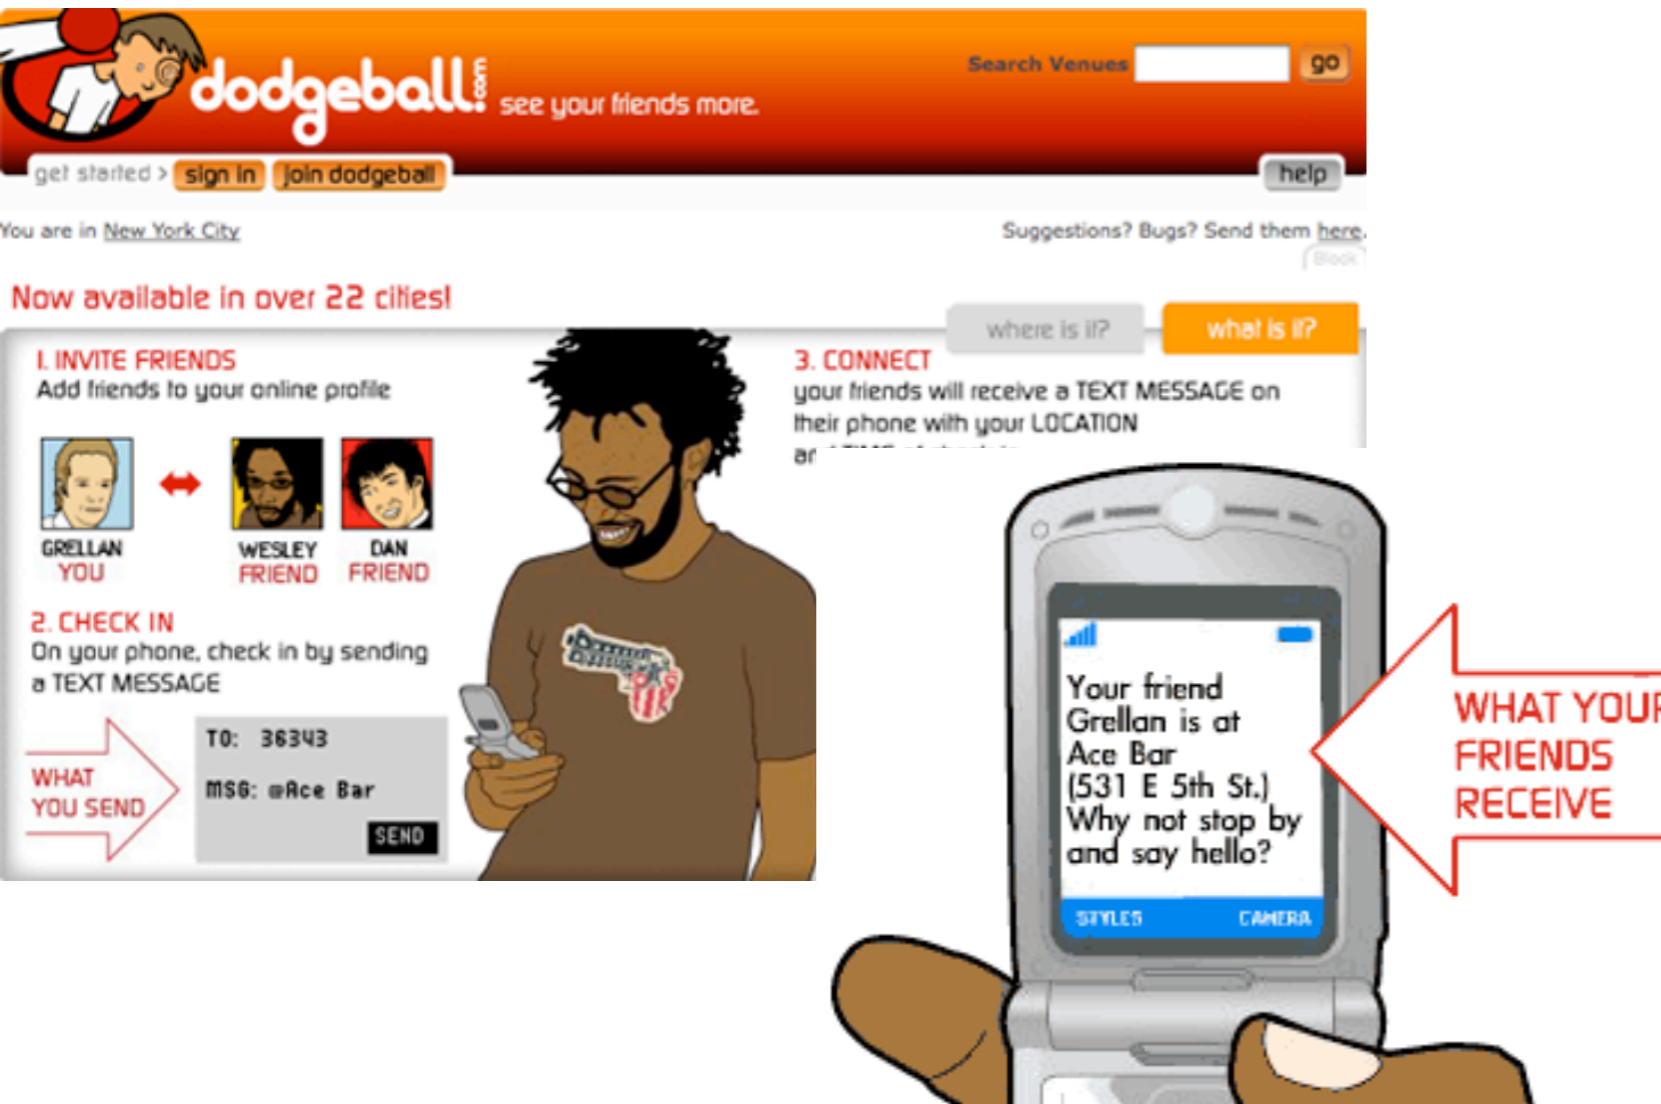 dodgeball.com
see your friends more.
Search Venues
go
get started >
sign in
join dodgeball
help
You are in New York City
Suggestions? Bugs? Send them here.
Block
Now available in over 22 cities!
where is it?
what is it?
1. INVITE FRIENDS
Add friends to your online profile
GRELLAN
YOU
WESLEY
FRIEND
DAN
FRIEND
2. CHECK IN
On your phone, check in by sending
a TEXT MESSAGE
WHAT
YOU SEND
TO: 36343
MSG: @Ace Bar
SEND
3. CONNECT
your friends will receive a TEXT MESSAGE on
their phone with your LOCATION
Your friend
Grellan is at
Ace Bar
(531 E 5th St.)
Why not stop by
and say hello?
STYLES
CAMERA
WHAT YOUR
FRIENDS
RECEIVE